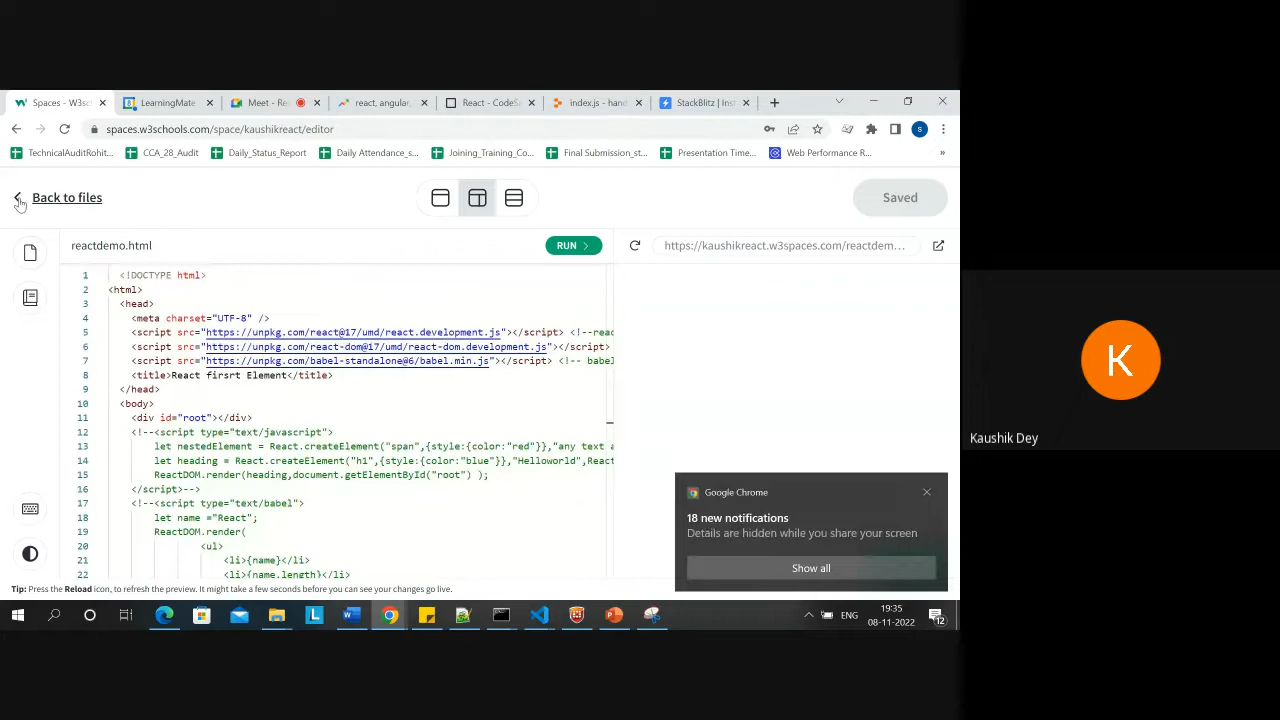 Spaces - W3sc
LearningMate
Meet - Re
react, angular,
React - CodeSa
index.js - han
StackBlitz | Inst
spaces.w3schools.com/space/kaushikreact/editor
S
TechnicalAuditRohit...
CCA_28_Audit
Daily_Status_Report
Daily Attendance_s...
Joining_Training_Co...
Final Submission_st...
Presentation Time...
Web Performance R...
»
Back to files
Saved
reactdemo.html
RUN
https://kaushikreact.w3spaces.com/reactdem...
1 <!DOCTYPE html>
2 <html>
3 <head>
4 <meta charset="UTF-8" />
5 <script src="https://unpkg.com/react@17/umd/react.development.js"></script> <!--reac
6 <script src="https://unpkg.com/react-dom@17/umd/react-dom.development.js"></script>
7 <script src="https://unpkg.com/babel-standalone@6/babel.min.js"></script> <!-- babel
8 <title>React firsrt Element</title>
9 </head>
10 <body>
11 <div id="root"></div>
12 <!--<script type="text/javascript">
13 let nestedElement = React.createElement("span",{style:{color:"red"}},"any text a
14 let heading = React.createElement("h1",{style:{color:"blue"}},"Helloworld",React
15 ReactDOM.render(heading,document.getElementById("root") );
16 </script>-->
17 <!--<script type="text/babel">
18 let name ="React";
19 ReactDOM.render(
20 <ul>
21 <li>{name}</li>
22 <li>{name.length}</li>
Google Chrome
18 new notifications
Details are hidden while you share your screen
Show all
Tip: Press the Reload icon, to refresh the preview. It might take a few seconds before you can see your changes go live.
ENG
19:35
08-11-2022
12
K
Kaushik Dey